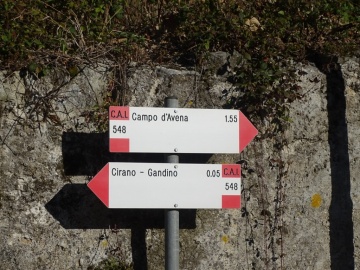 C.A.I. Campo d'Avena 1.55
548
Cirano - Gandino 0.05 C.A.I.
548